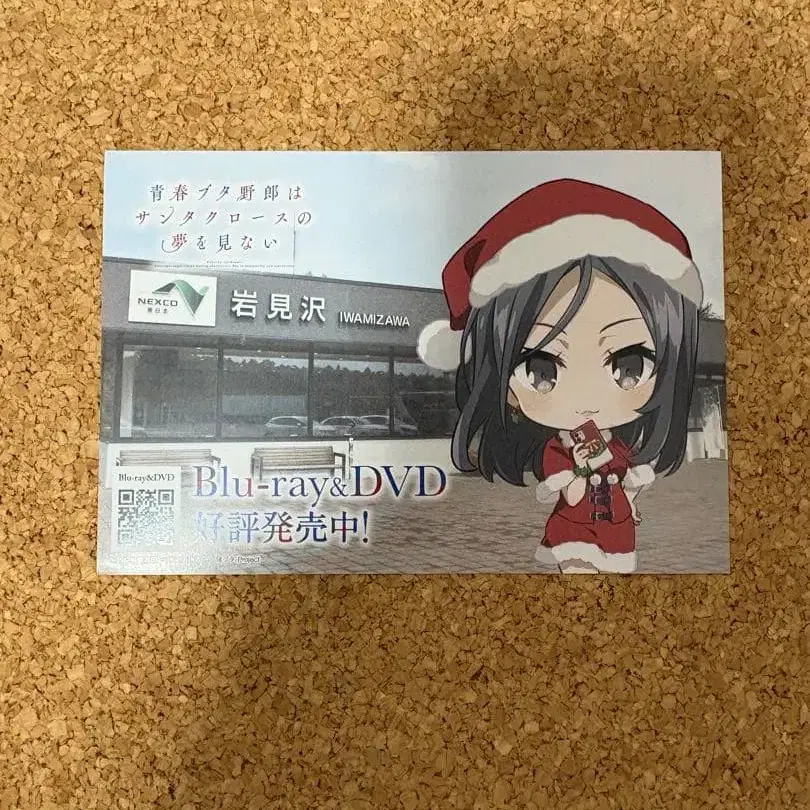 青春ブタ野郎は
サンタクロースの
夢を見ない
NEXCO
東日本
岩見沢 IWAMIZAWA
Blu-ray&DVD
Blu-ray&DVD
好評発売中!
Project